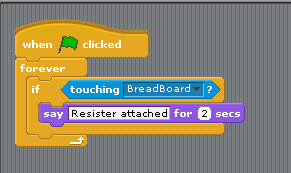 when clicked
forever
if touching BreadBoard ?
say Resister attached for 2 secs